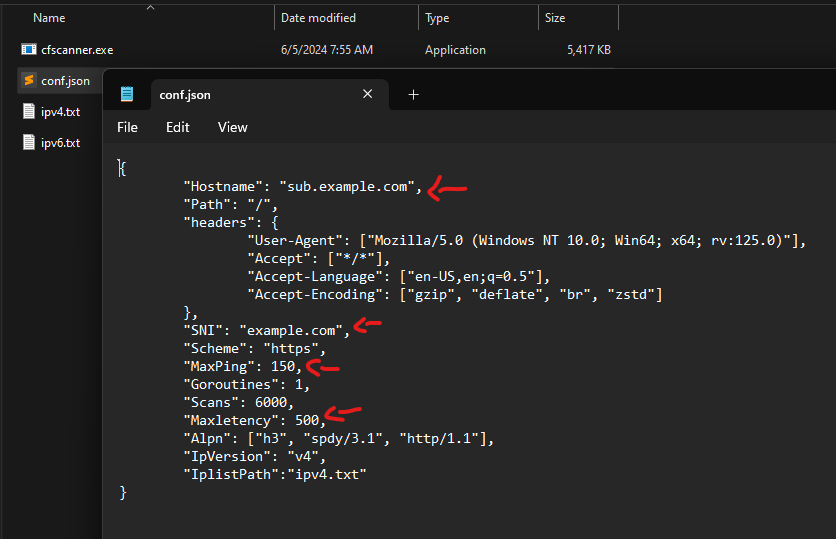 Name Date modified Type Size
cfscanner.exe 6/5/2024 7:55 AM Application 5,417 KB
conf.json
ipv4.txt
ipv6.txt
conf.json
File Edit View
{
"Hostname": "sub.example.com",
"Path": "/",
"headers": {
"User-Agent": ["Mozilla/5.0 (Windows NT 10.0; Win64; x64; rv:125.0)"],
"Accept": ["*/*"],
"Accept-Language": ["en-US,en;q=0.5"],
"Accept-Encoding": ["gzip", "deflate", "br", "zstd"]
},
"SNI": "example.com",
"Scheme": "https",
"MaxPing": 150,
"Goroutines": 1,
"Scans": 6000,
"Maxletency": 500,
"Alpn": ["h3", "spdy/3.1", "http/1.1"],
"IpVersion": "v4",
"IplistPath":"ipv4.txt"
}